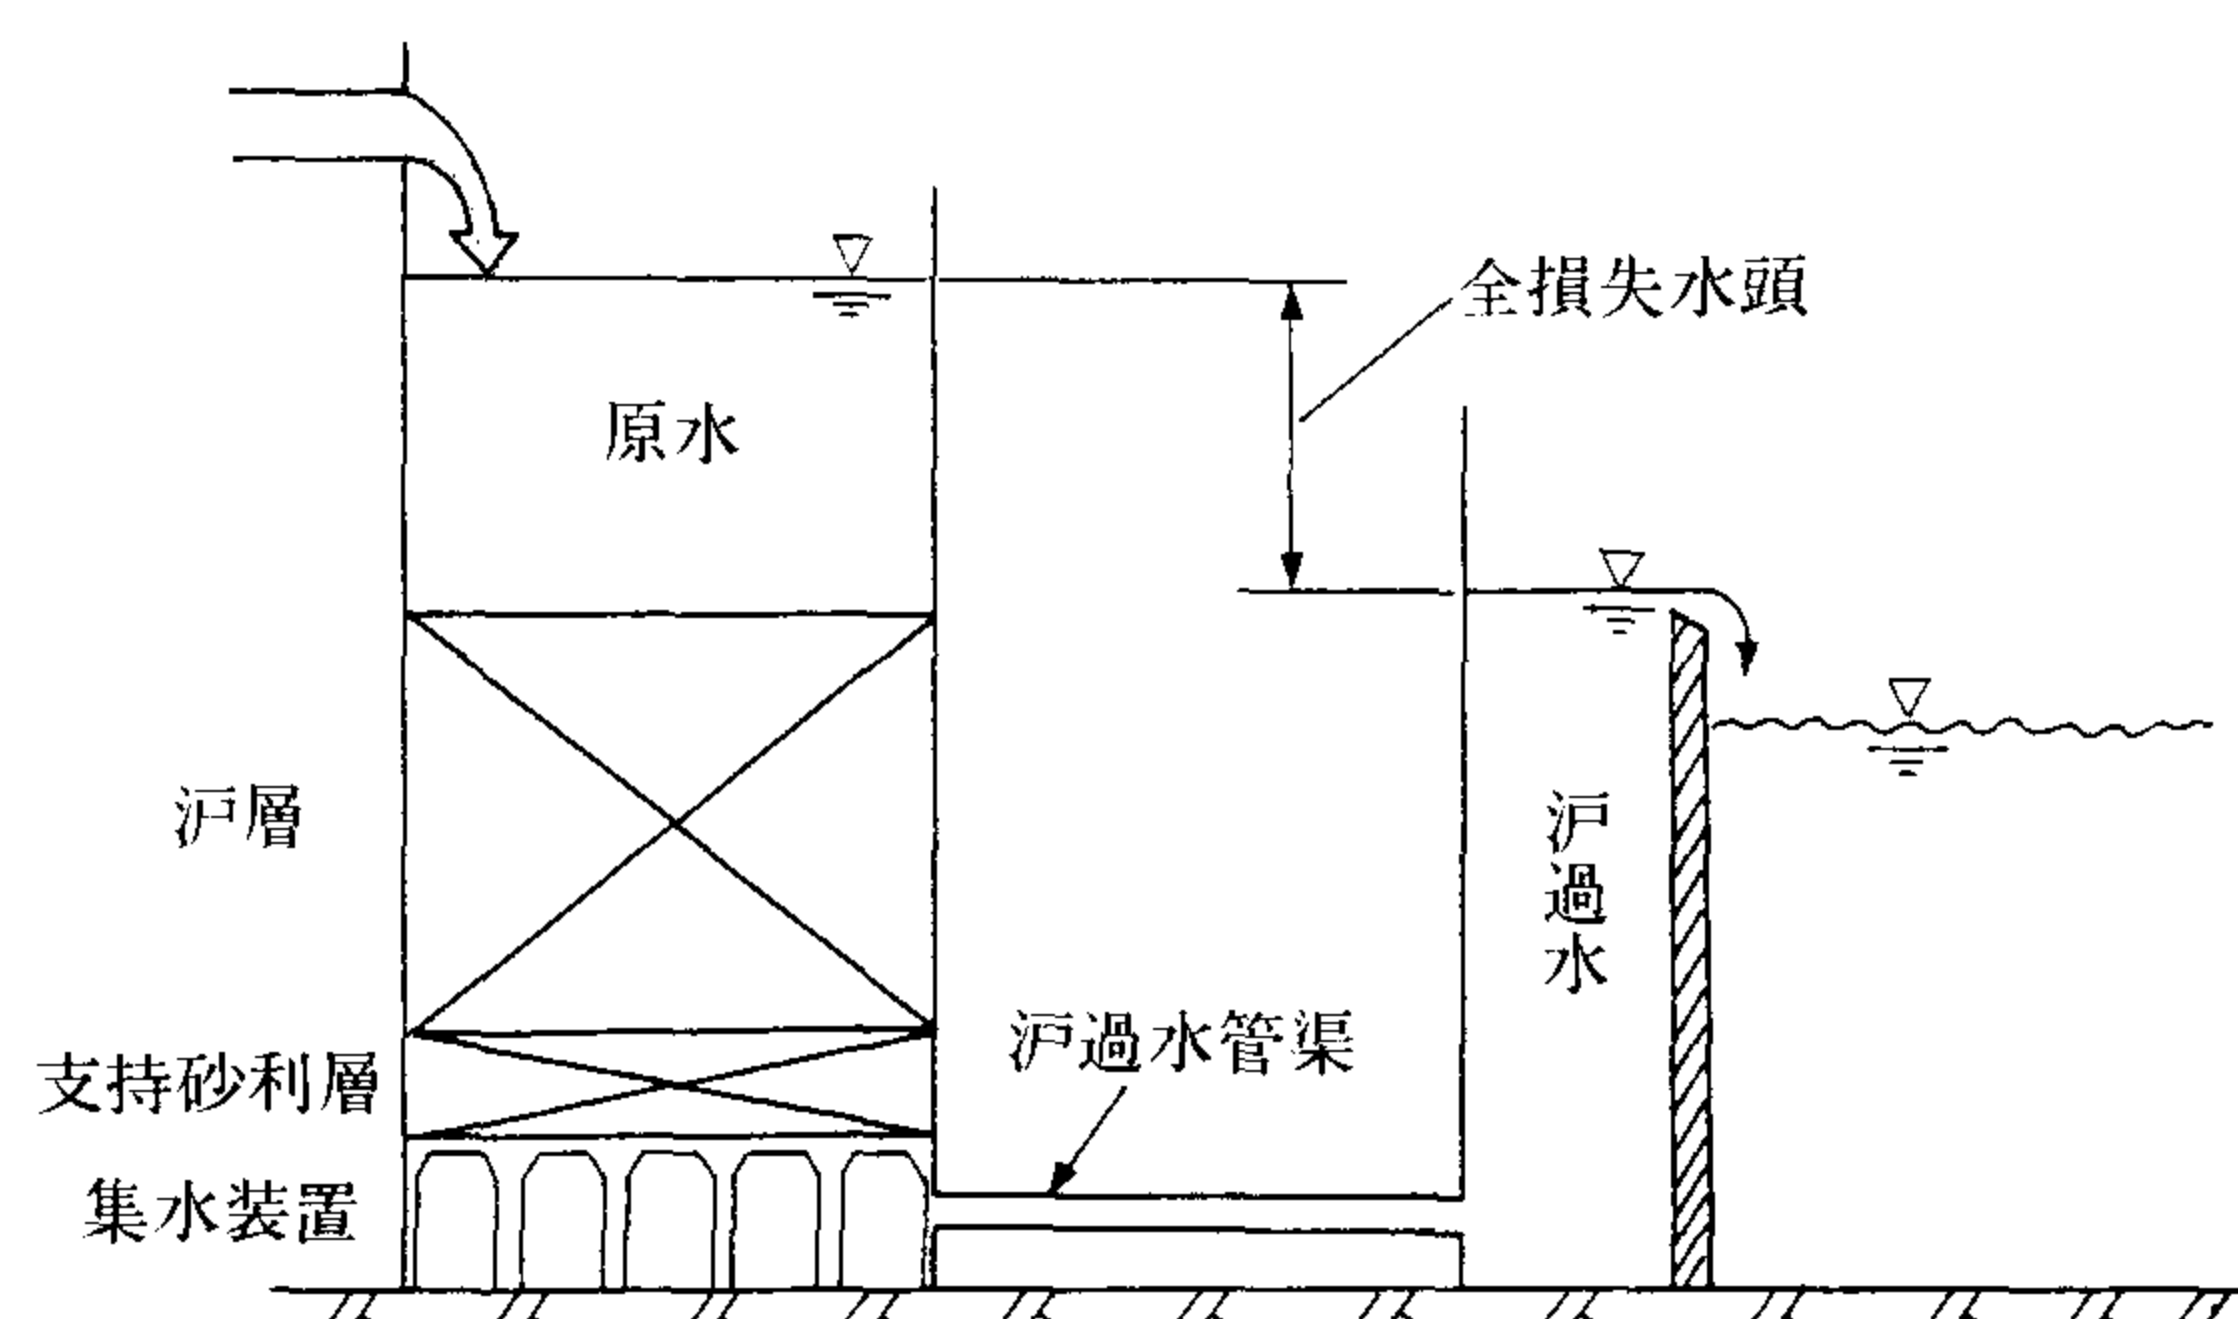 全損失水頭
原水
沪層
沪過水
沪過水管渠
支持砂利層
集水装置